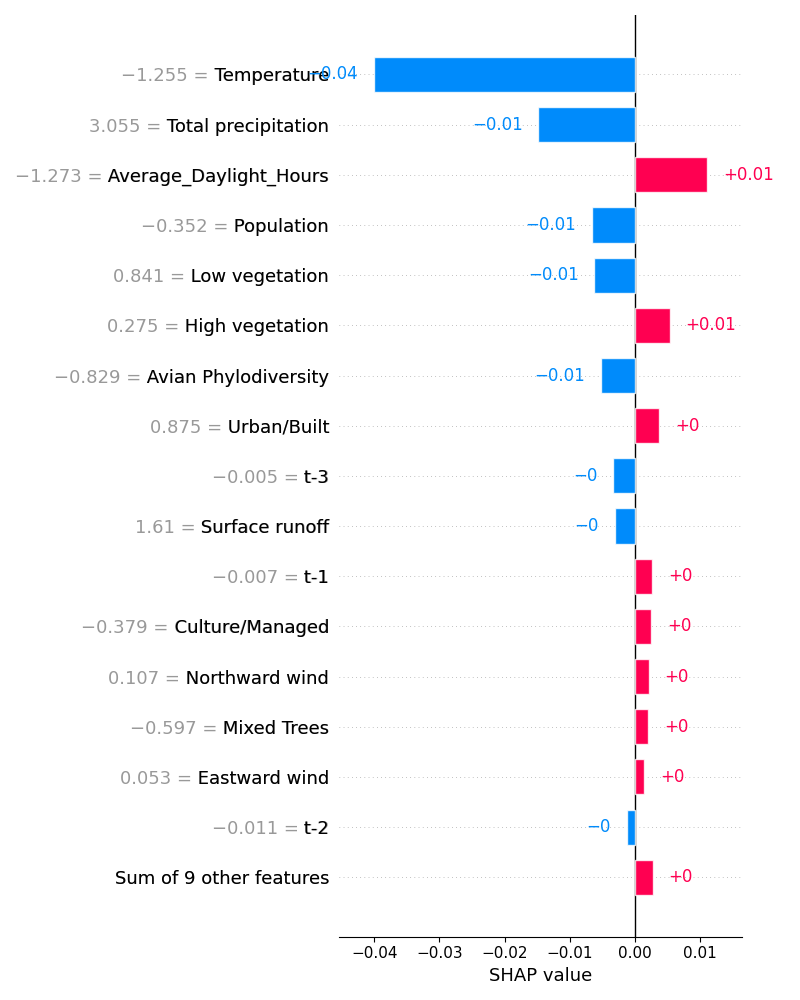 −1.255 = Temperature −0.04
3.055 = Total precipitation −0.01
−1.273 = Average_Daylight_Hours +0.01
−0.352 = Population −0.01
0.841 = Low vegetation −0.01
0.275 = High vegetation +0.01
−0.829 = Avian Phylodiversity −0.01
0.875 = Urban/Built +0
−0.005 = t-3 −0
1.61 = Surface runoff −0
−0.007 = t-1 +0
−0.379 = Culture/Managed +0
0.107 = Northward wind +0
−0.597 = Mixed Trees +0
0.053 = Eastward wind +0
−0.011 = t-2 −0
Sum of 9 other features +0
−0.04 −0.03 −0.02 −0.01 0.00 0.01
SHAP value